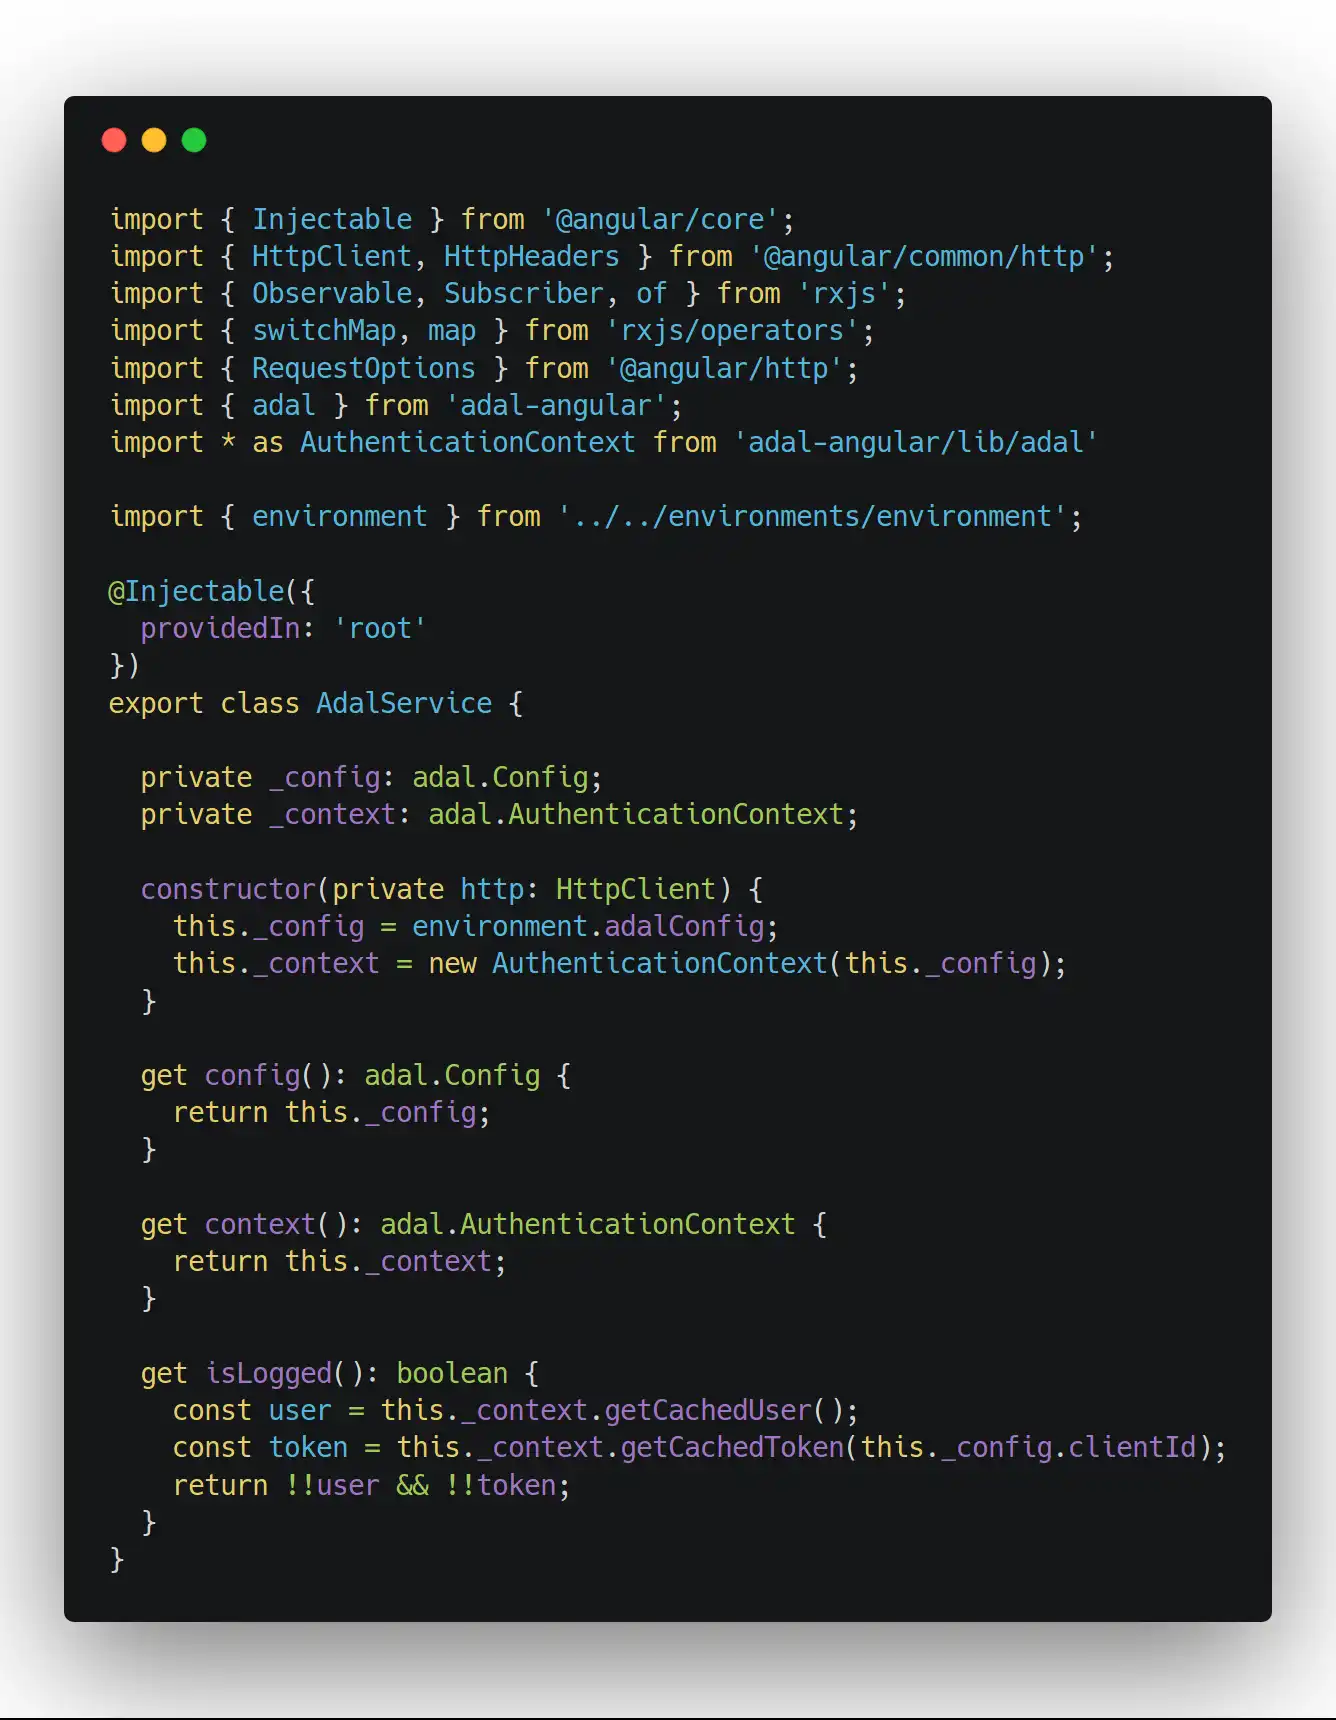 import { Injectable } from '@angular/core';
import { HttpClient, HttpHeaders } from '@angular/common/http';
import { Observable, Subscriber, of } from 'rxjs';
import { switchMap, map } from 'rxjs/operators';
import { RequestOptions } from '@angular/http';
import { adal } from 'adal-angular';
import * as AuthenticationContext from 'adal-angular/lib/adal'

import { environment } from '../../environments/environment';

@Injectable({
  providedIn: 'root'
})
export class AdalService {

  private _config: adal.Config;
  private _context: adal.AuthenticationContext;

  constructor(private http: HttpClient) {
    this._config = environment.adalConfig;
    this._context = new AuthenticationContext(this._config);
  }

  get config(): adal.Config {
    return this._config;
  }

  get context(): adal.AuthenticationContext {
    return this._context;
  }

  get isLogged(): boolean {
    const user = this._context.getCachedUser();
    const token = this._context.getCachedToken(this._config.clientId);
    return !!user && !!token;
  }
}